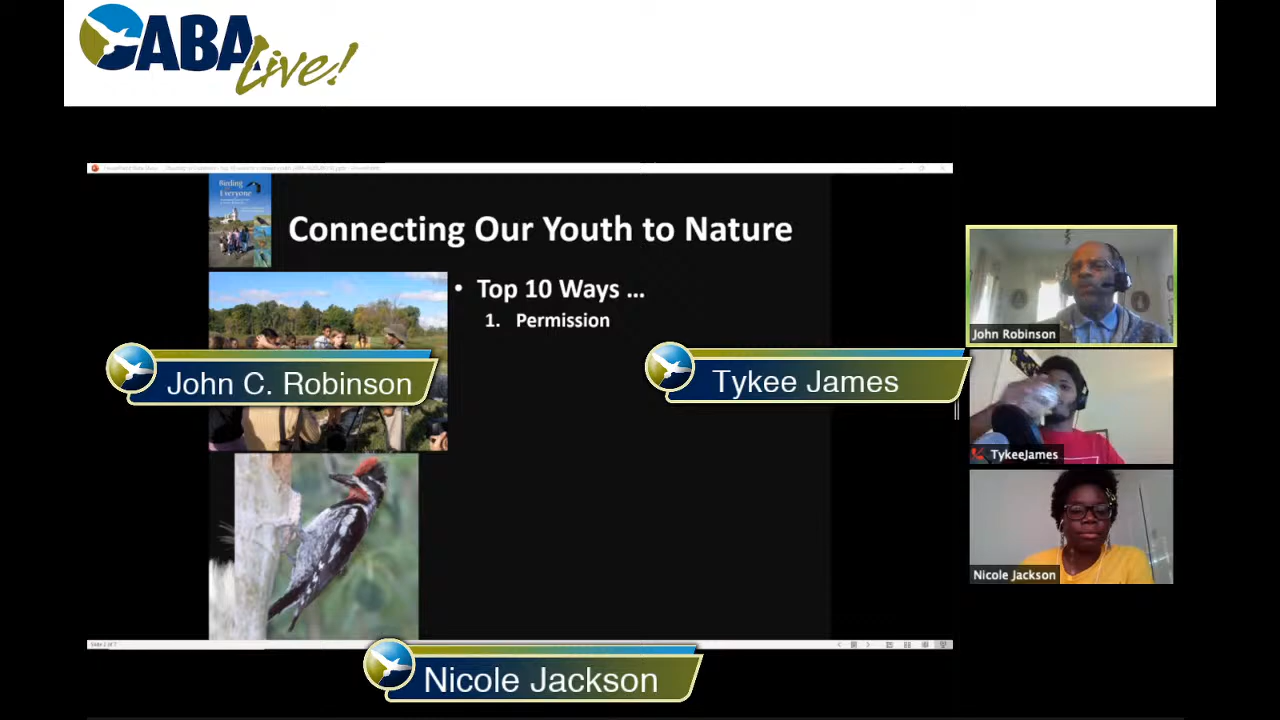 ABA
Live!
Birding
Everyone
Connecting Our Youth to Nature
• Top 10 Ways ...
1. Permission
John C. Robinson
Tykee James
Nicole Jackson
John Robinson
TykeeJames
Nicole Jackson